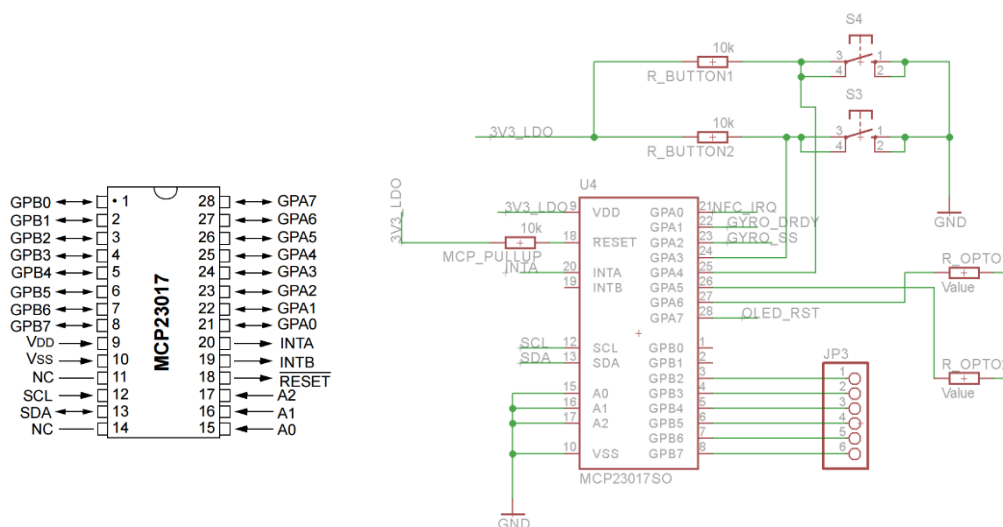 GPB0 1 28 GPA7
GPB1 2 27 GPA6
GPB2 3 26 GPA5
GPB3 4 25 GPA4
GPB4 5 24 GPA3
GPB5 6 23 GPA2
GPB6 7 22 GPA1
GPB7 8 21 GPA0
VDD 9 20 INTA
VSS 10 19 INTB
NC 11 18 RESET
SCL 12 17 A2
SDA 13 16 A1
NC 14 15 A0
MCP23017
S4
10k
3 1
4 2
R_BUTTON1
S3
10k
3 1
4 2
3V3_LDO
R_BUTTON2
GND
U4
3V3_LDO
3V3_LDO 9 VDD GPA0 21 NFC_IRQ
GPA1 22 GYRO_DRDY
10k
18 RESET GPA2 23 GYRO_SS
MCP_PULLUP
GPA3 24
INTA 20 INTA GPA4 25
19 INTB GPA5 26
GPA6 27
GPA7 28 OLED_RST
R_OPTO1
Value
SCL 12 SCL GPB0 1
SDA 13 SDA GPB1 2
GPB2 3
15 A0 GPB3 4
16 A1 GPB4 5
17 A2 GPB5 6
GPB6 7
10 VSS GPB7 8
MCP23017SO
GND
JP3
1
2
3
4
5
6
R_OPTO2
Value